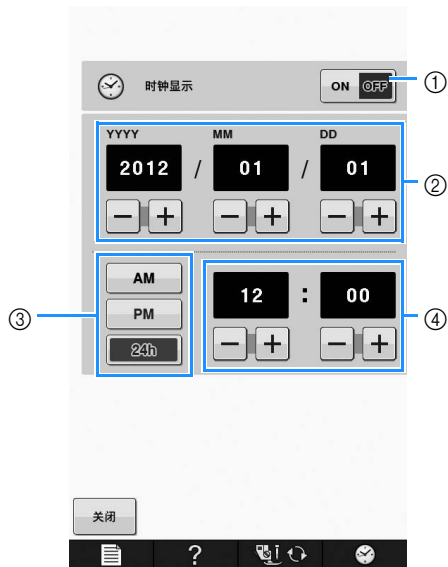 时钟显示
ON OFF ①
YYYY MM DD
2012 / 01 / 01
②
− + − + − +
AM
PM
24h
③
12 : 00
④
− + − +
关闭
?